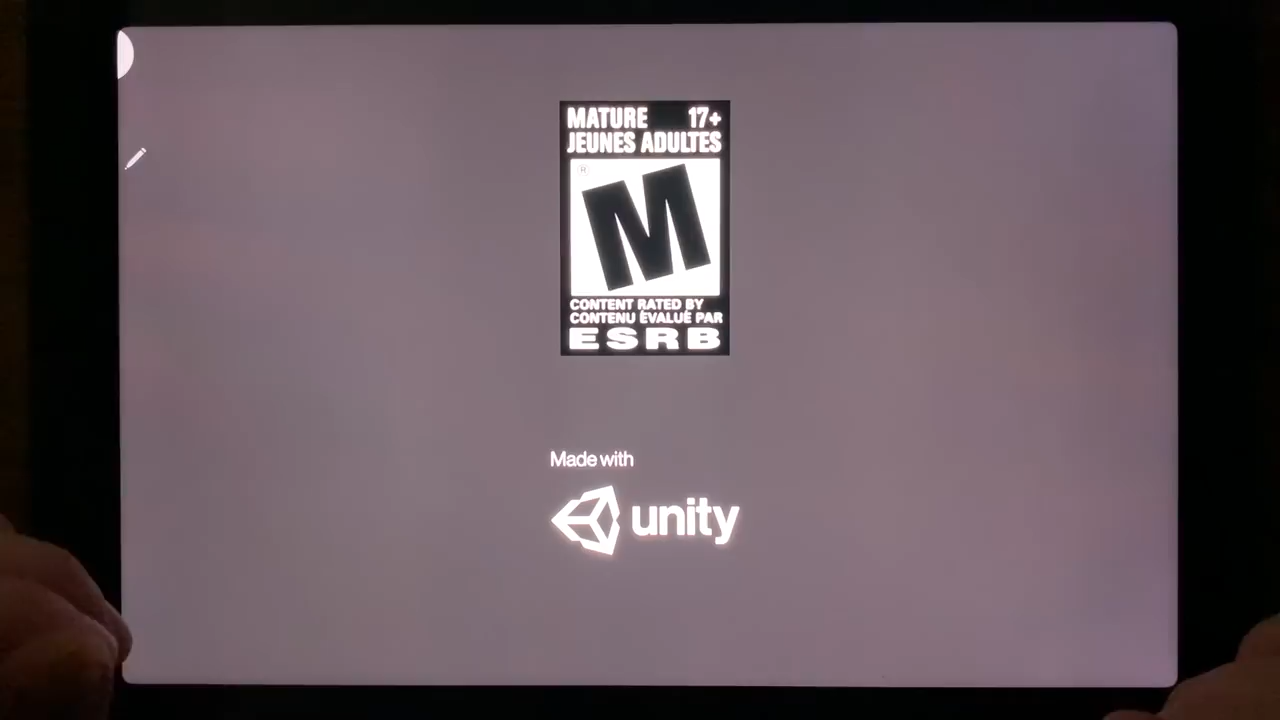 MATURE 17+
JEUNES ADULTES
®
M
CONTENT RATED BY
CONTENU ÉVALUÉ PAR
ESRB
Made with
unity